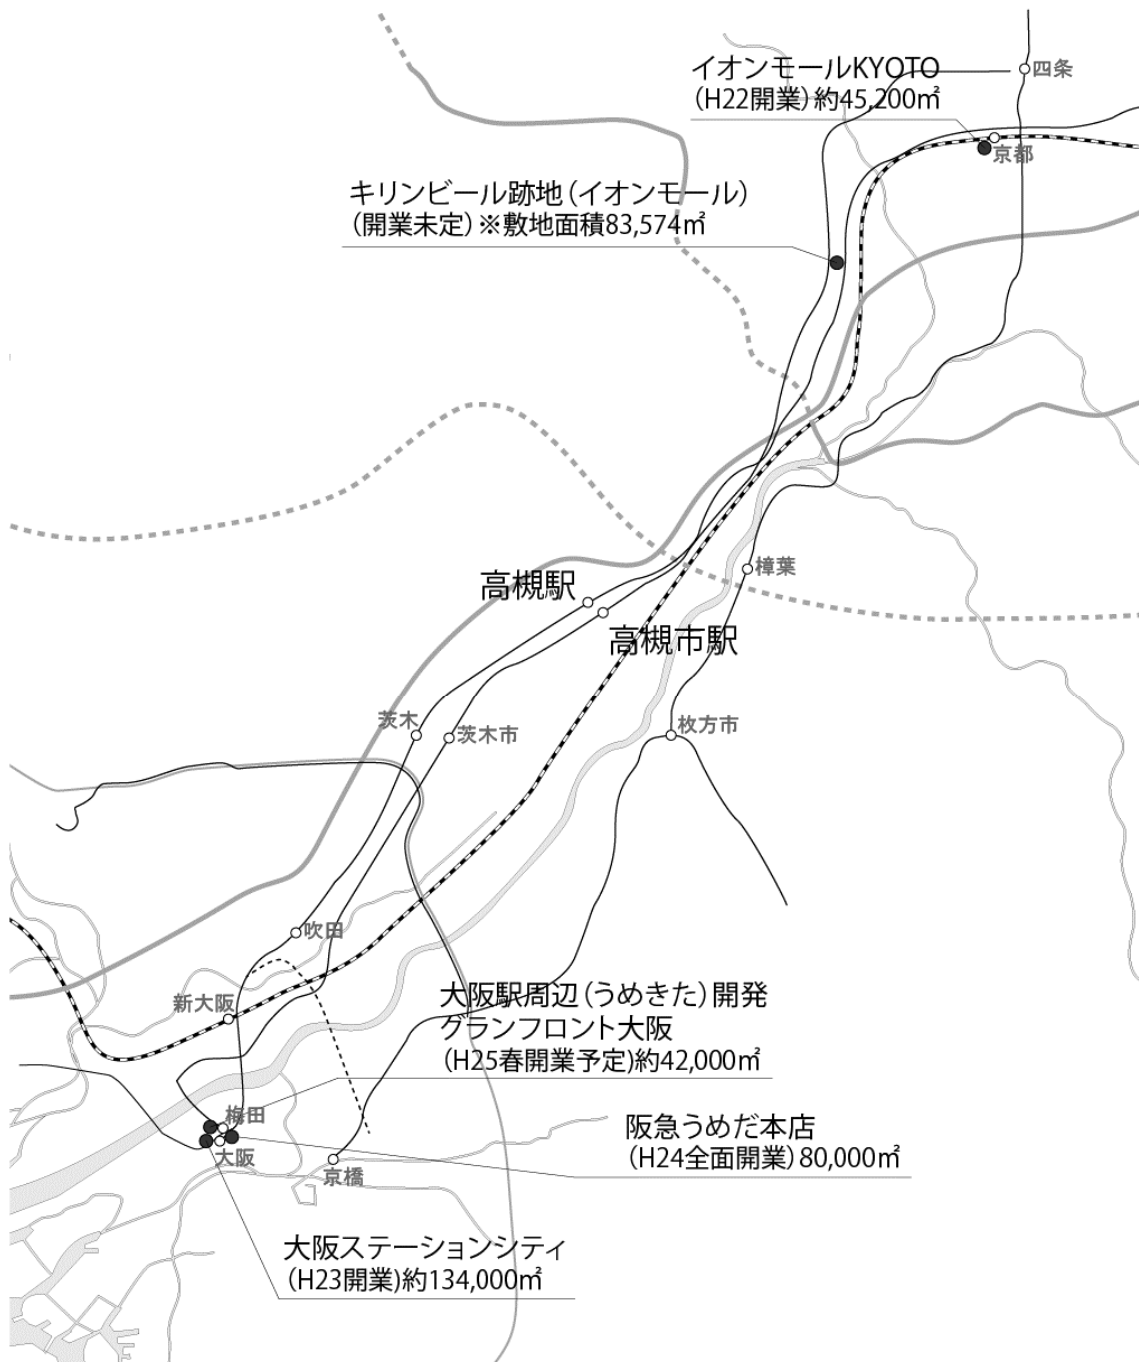 イオンモールKYOTO
(H22開業)約45,200㎡
四条
京都
キリンビール跡地(イオンモール)
(開業未定)※敷地面積83,574㎡
樟葉
高槻駅
高槻市駅
茨木
茨木市
枚方市
吹田
新大阪
大阪駅周辺(うめきた)開発
グランフロント大阪
(H25春開業予定)約42,000㎡
梅田
大阪
京橋
阪急うめだ本店
(H24全面開業)80,000㎡
大阪ステーションシティ
(H23開業)約134,000㎡